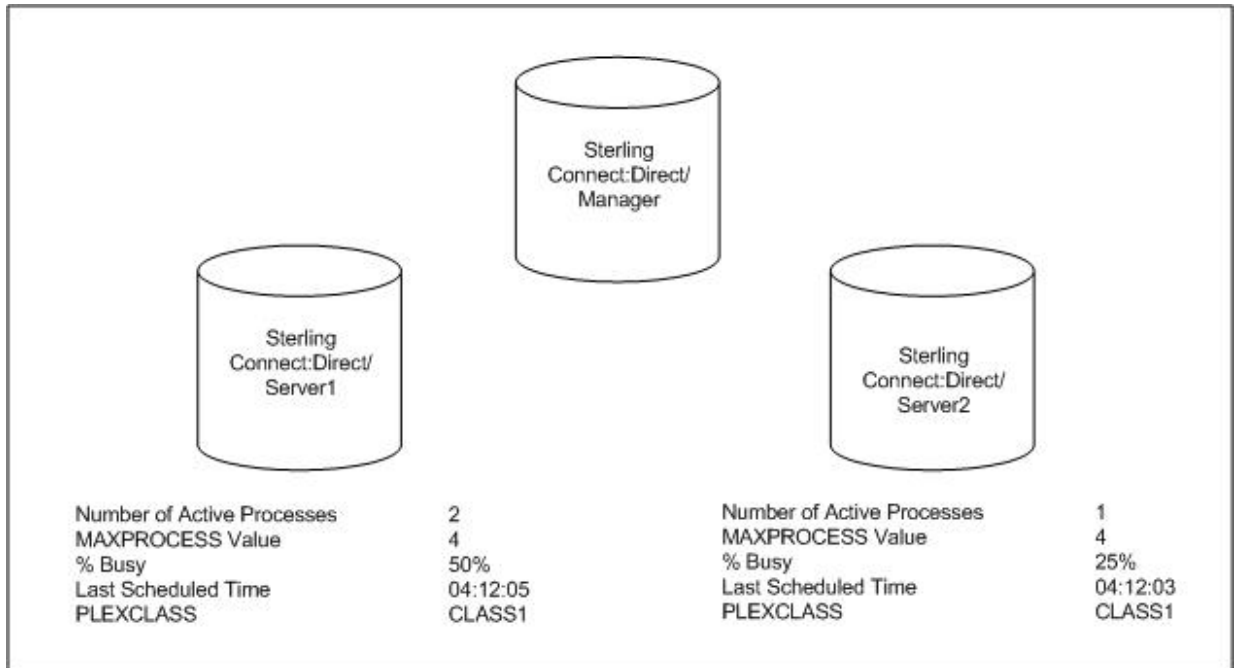 Sterling
Connect:Direct/
Manager
Sterling
Connect:Direct/
Server1
Sterling
Connect:Direct/
Server2
Number of Active Processes 2
MAXPROCESS Value 4
% Busy 50%
Last Scheduled Time 04:12:05
PLEXCLASS CLASS1
Number of Active Processes 1
MAXPROCESS Value 4
% Busy 25%
Last Scheduled Time 04:12:03
PLEXCLASS CLASS1